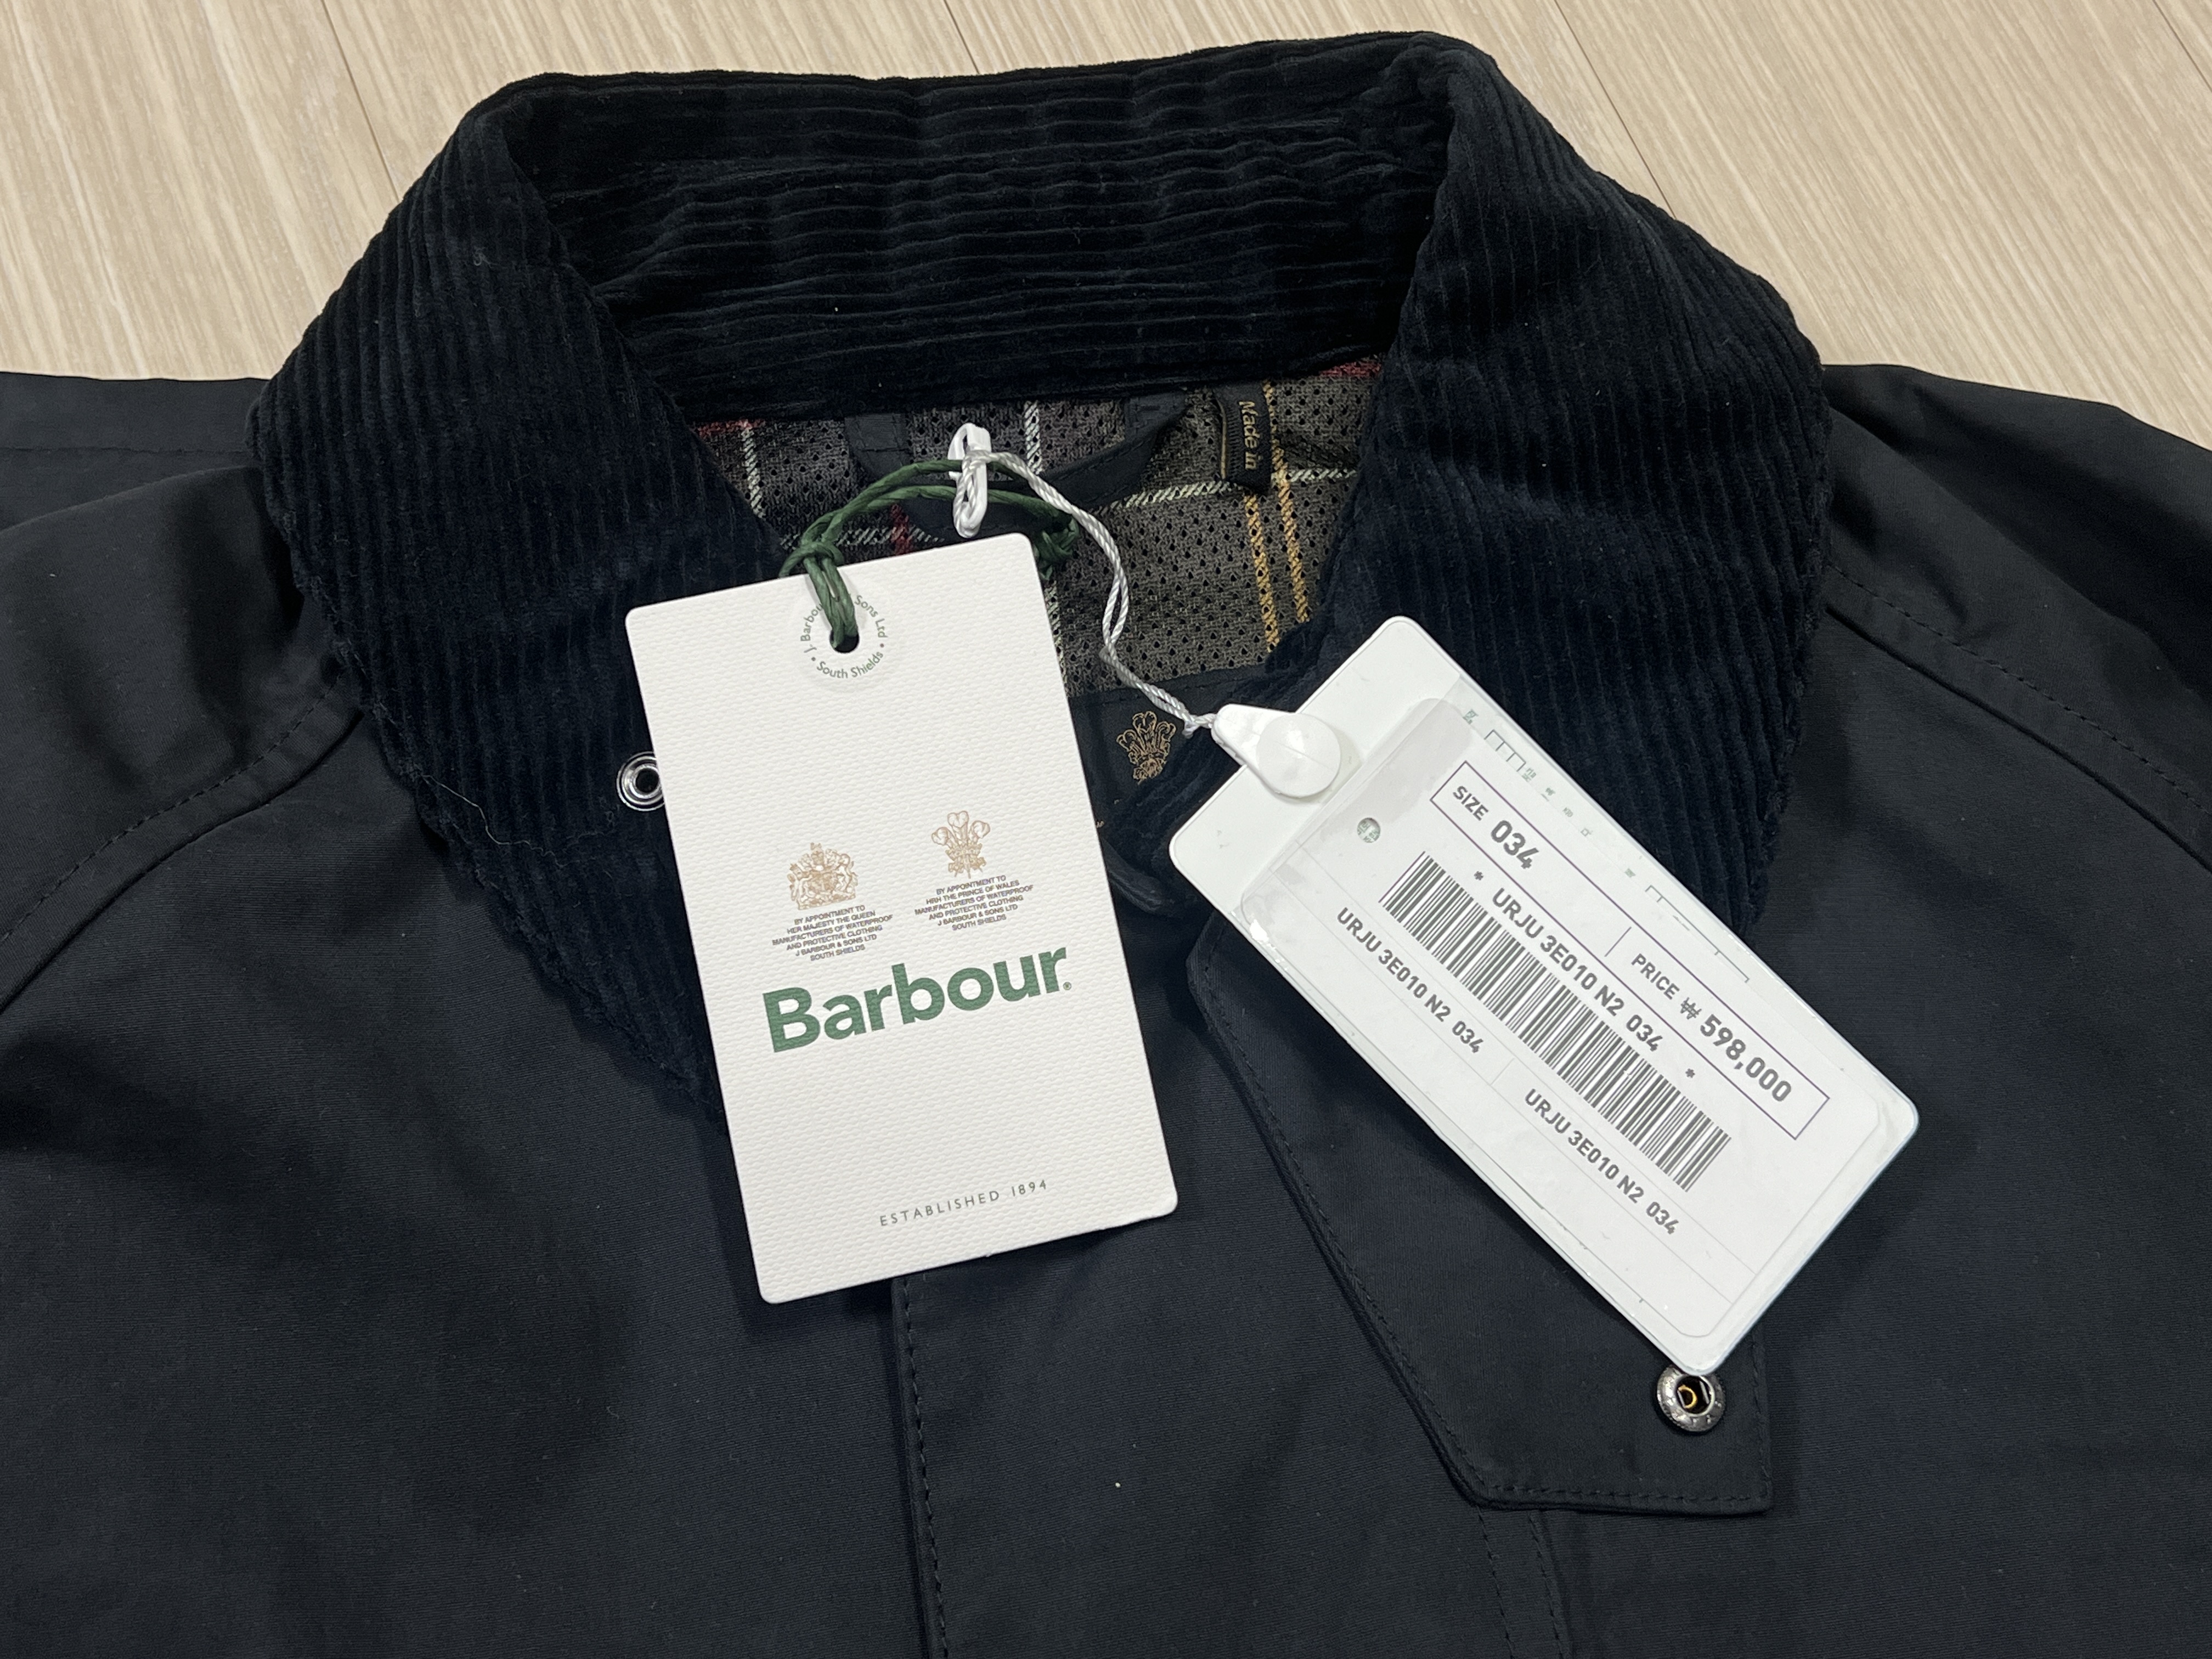 Made in
J. Barbour
Sons Ltd
South Shields
BY APPOINTMENT TO
HER MAJESTY THE QUEEN
MANUFACTURERS OF WATERPROOF
AND PROTECTIVE CLOTHING
J BARBOUR & SONS LTD
SOUTH SHIELDS
BY APPOINTMENT TO
HRH THE PRINCE OF WALES
MANUFACTURERS OF WATERPROOF
AND PROTECTIVE CLOTHING
J BARBOUR & SONS LTD
SOUTH SHIELDS
Barbour®
ESTABLISHED 1894
SIZE 034
PRICE ₩ 598,000
* URJU 3E010 N2 034 *
URJU 3E010 N2 034
URJU 3E010 N2 034